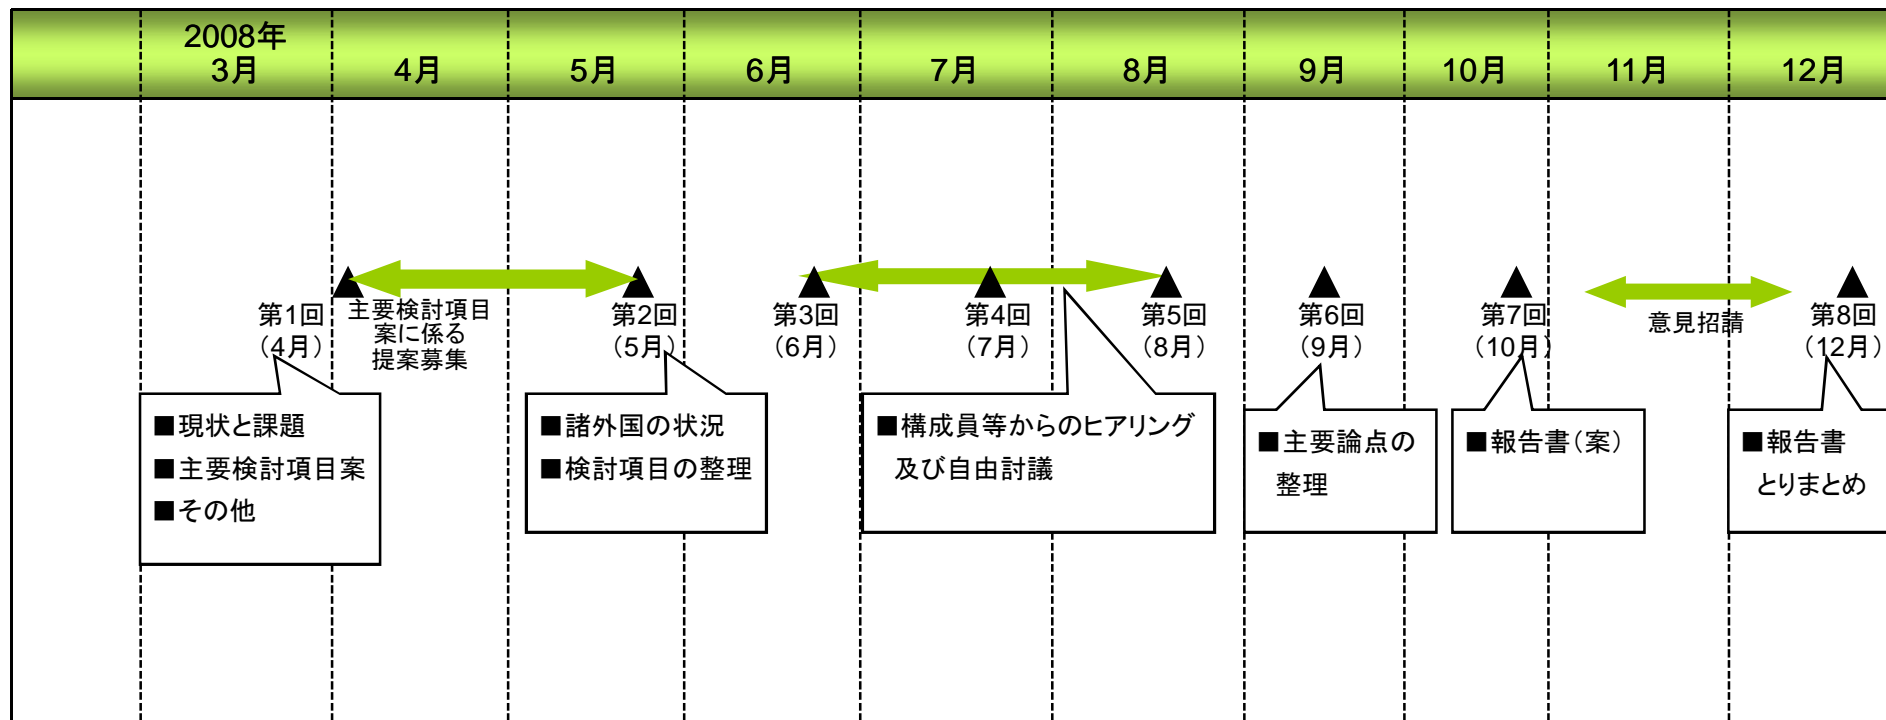 2008年
3月
4月
5月
6月
7月
8月
9月
10月
11月
12月
第1回
（4月）
主要検討項目
案に係る
提案募集
第2回
（5月）
第3回
（6月）
第4回
（7月）
第5回
（8月）
第6回
（9月）
第7回
（10月）
意見招請
第8回
（12月）
■現状と課題
■主要検討項目案
■その他
■諸外国の状況
■検討項目の整理
■構成員等からのヒアリング
及び自由討議
■主要論点の
整理
■報告書（案）
■報告書
とりまとめ